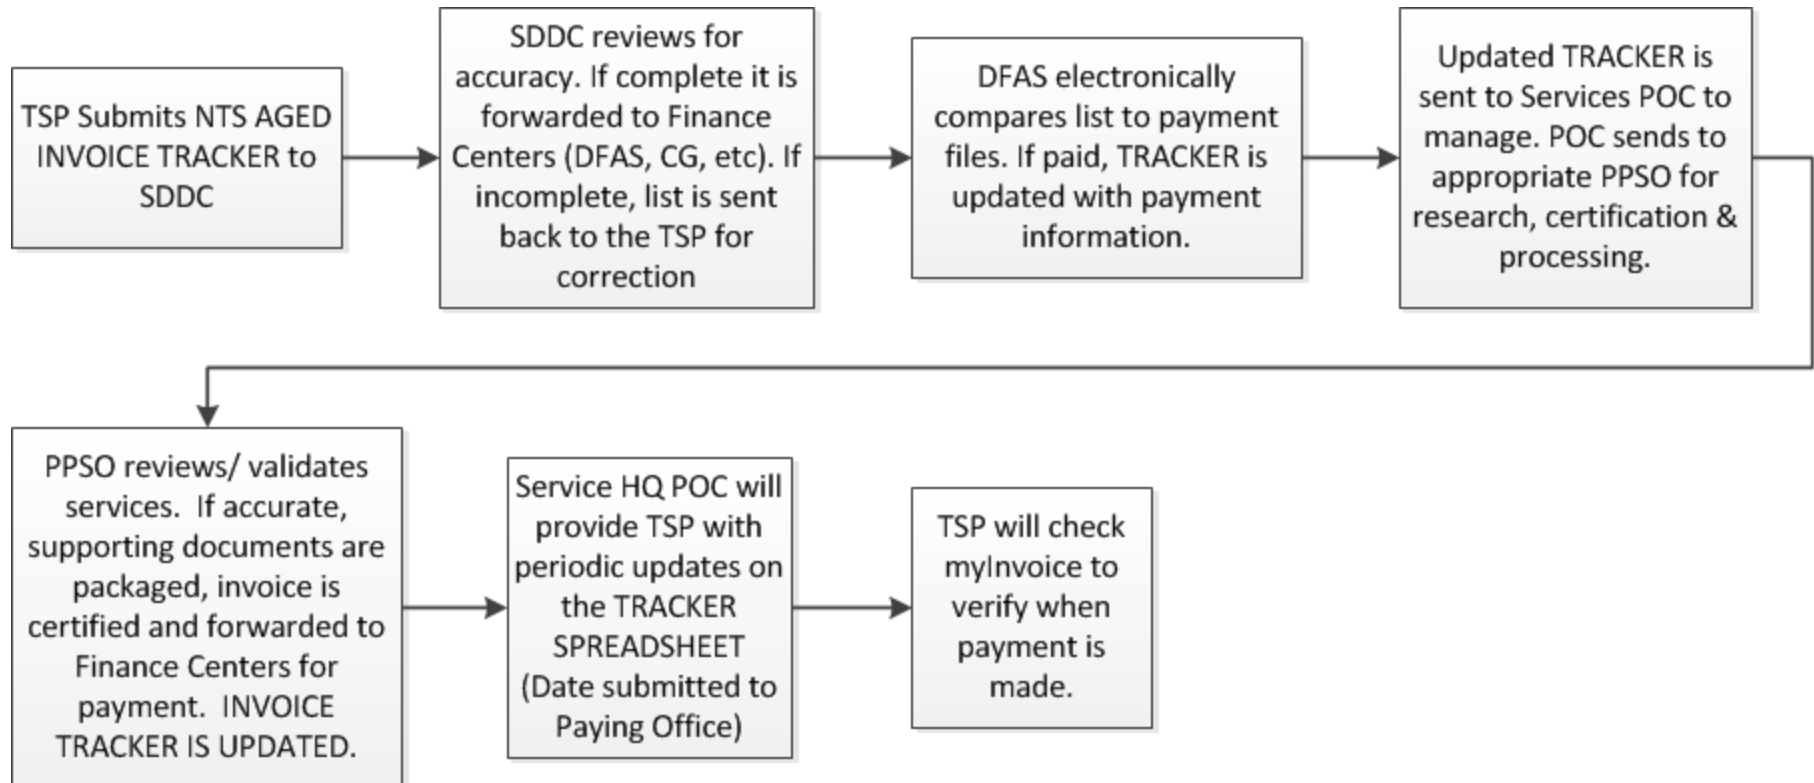 TSP Submits NTS AGED
INVOICE TRACKER to
SDDC
SDDC reviews for
accuracy. If complete it is
forwarded to Finance
Centers (DFAS, CG, etc). If
incomplete, list is sent
back to the TSP for
correction
DFAS electronically
compares list to payment
files. If paid, TRACKER is
updated with payment
information.
Updated TRACKER is
sent to Services POC to
manage. POC sends to
appropriate PPSO for
research, certification &
processing.
PPSO reviews/ validates
services.  If accurate,
supporting documents are
packaged, invoice is
certified and forwarded to
Finance Centers for
payment.  INVOICE
TRACKER IS UPDATED.
Service HQ POC will
provide TSP with
periodic updates on
the TRACKER
SPREADSHEET
(Date submitted to
Paying Office)
TSP will check
myInvoice to
verify when
payment is
made.